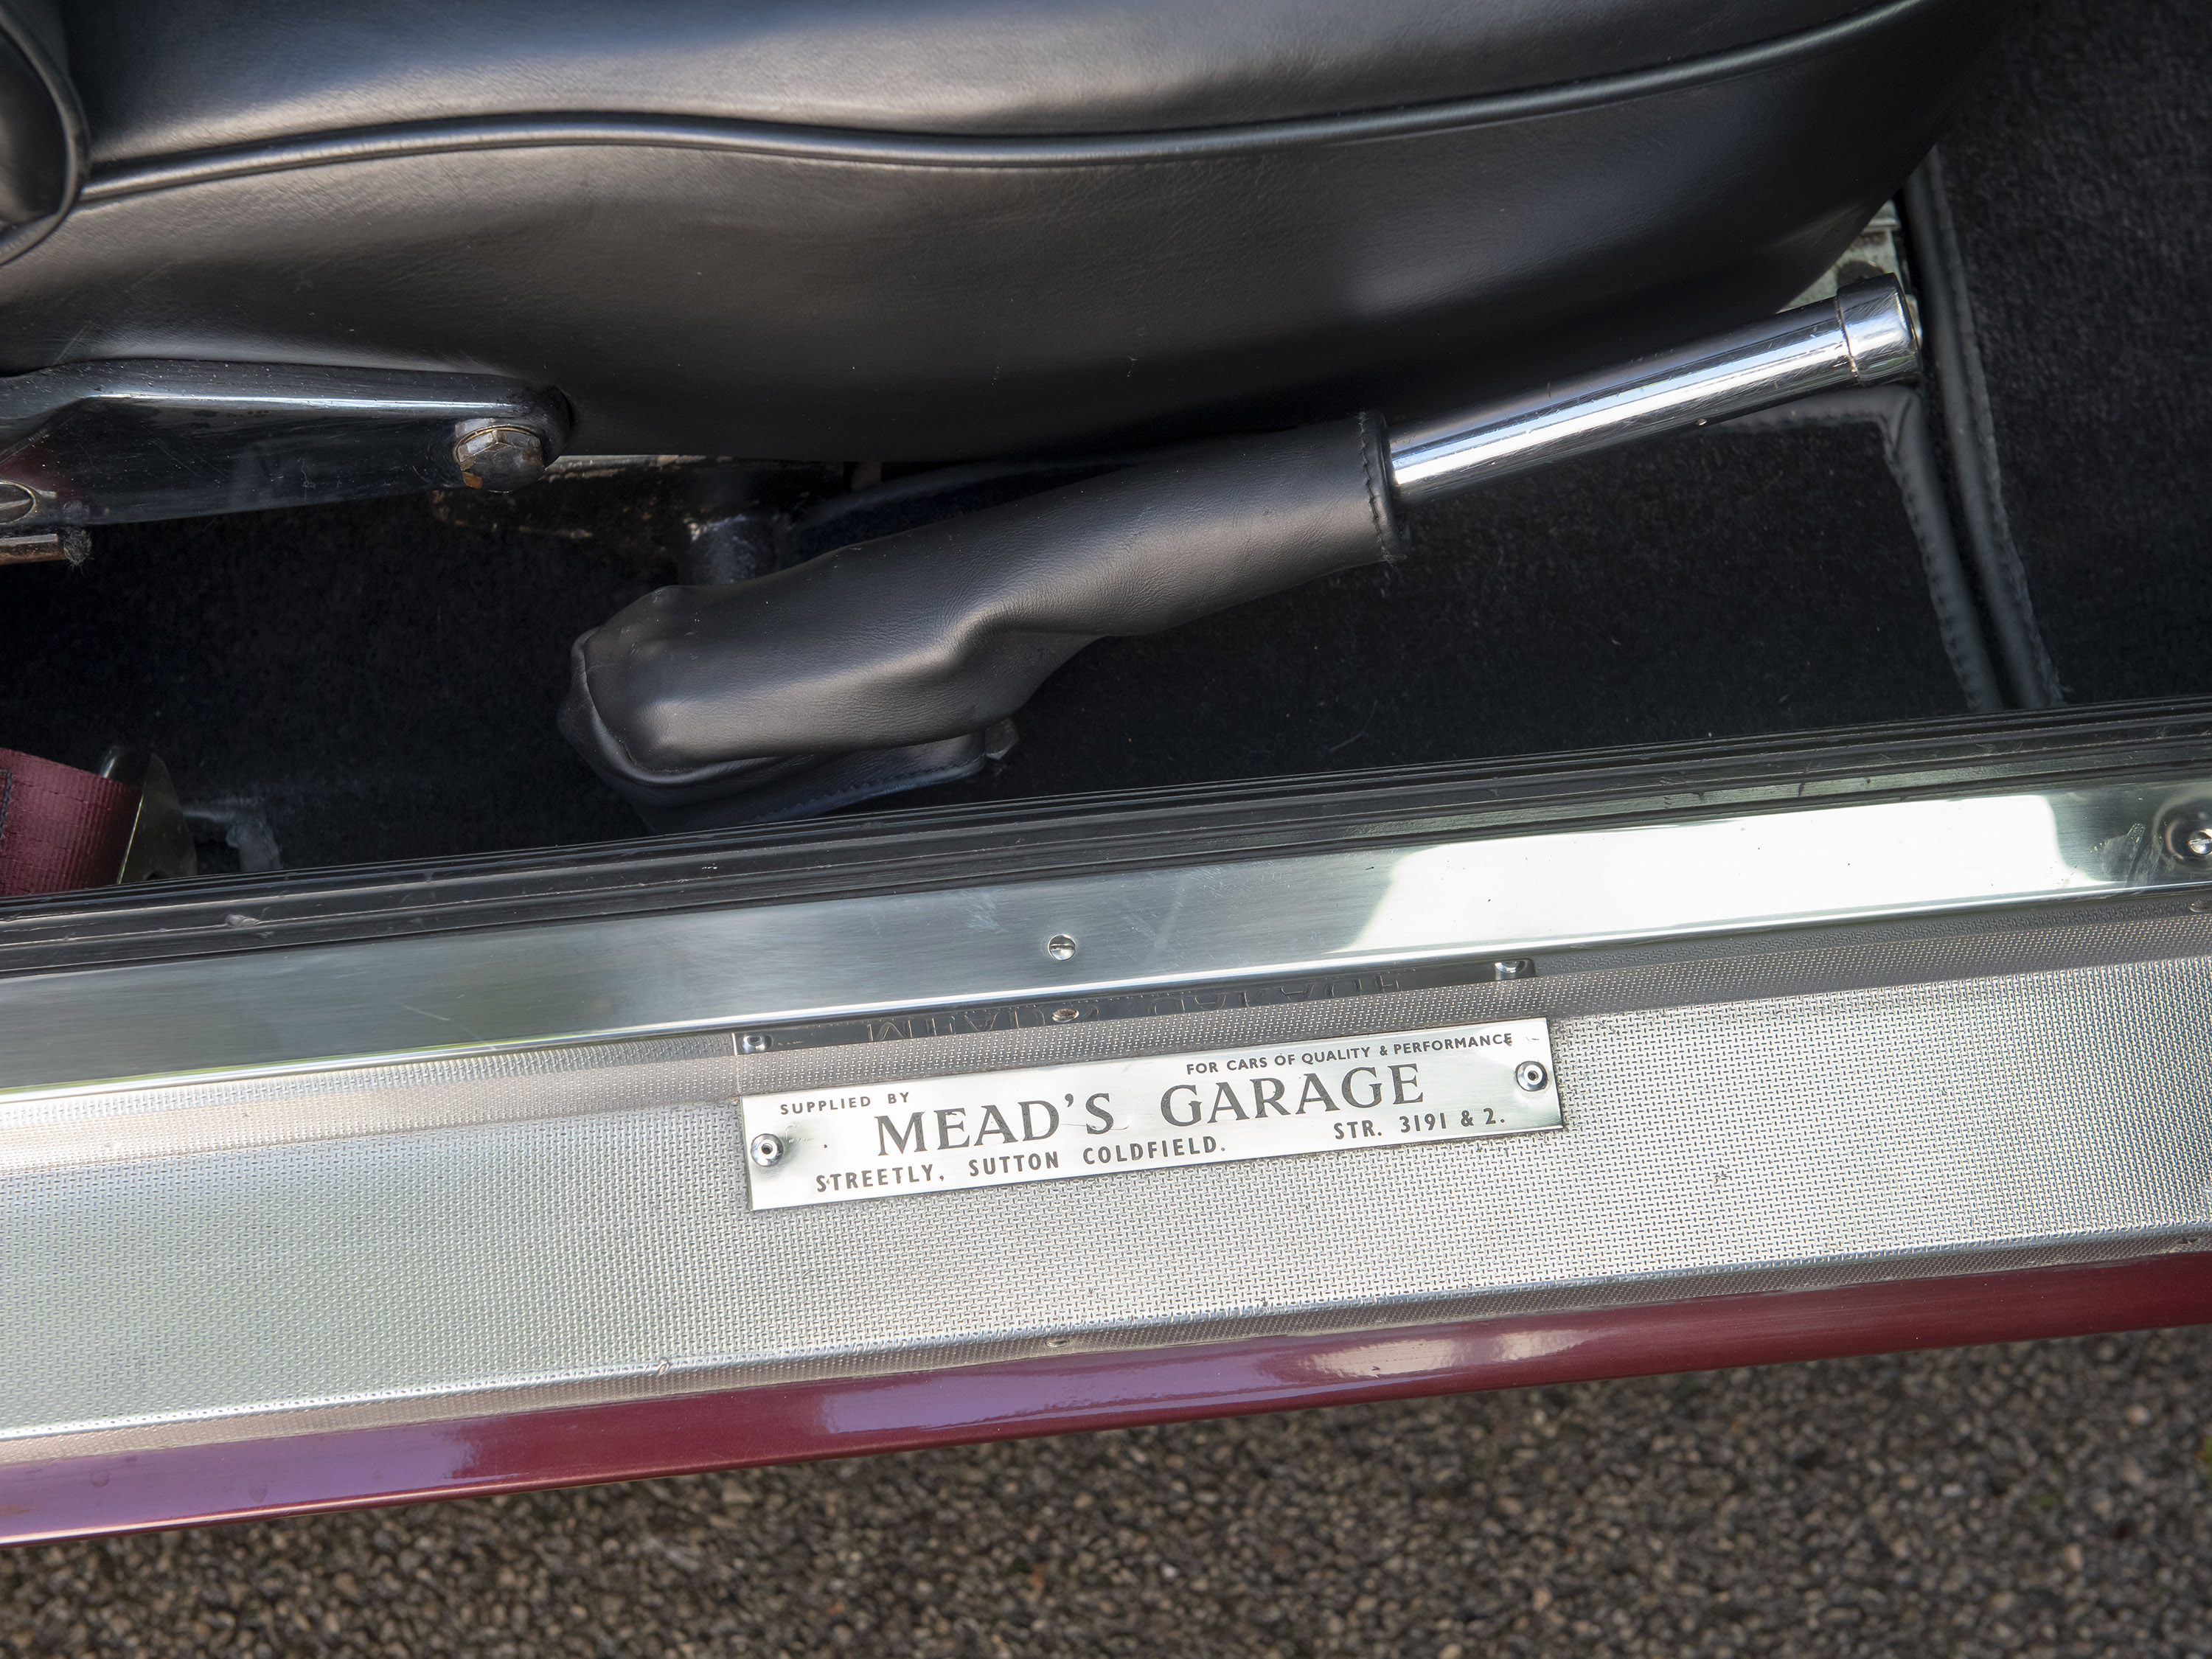 SUPPLIED BY
FOR CARS OF QUALITY & PERFORMANCE
MEAD'S GARAGE
STREETLY, SUTTON COLDFIELD.
STR. 3191 & 2.